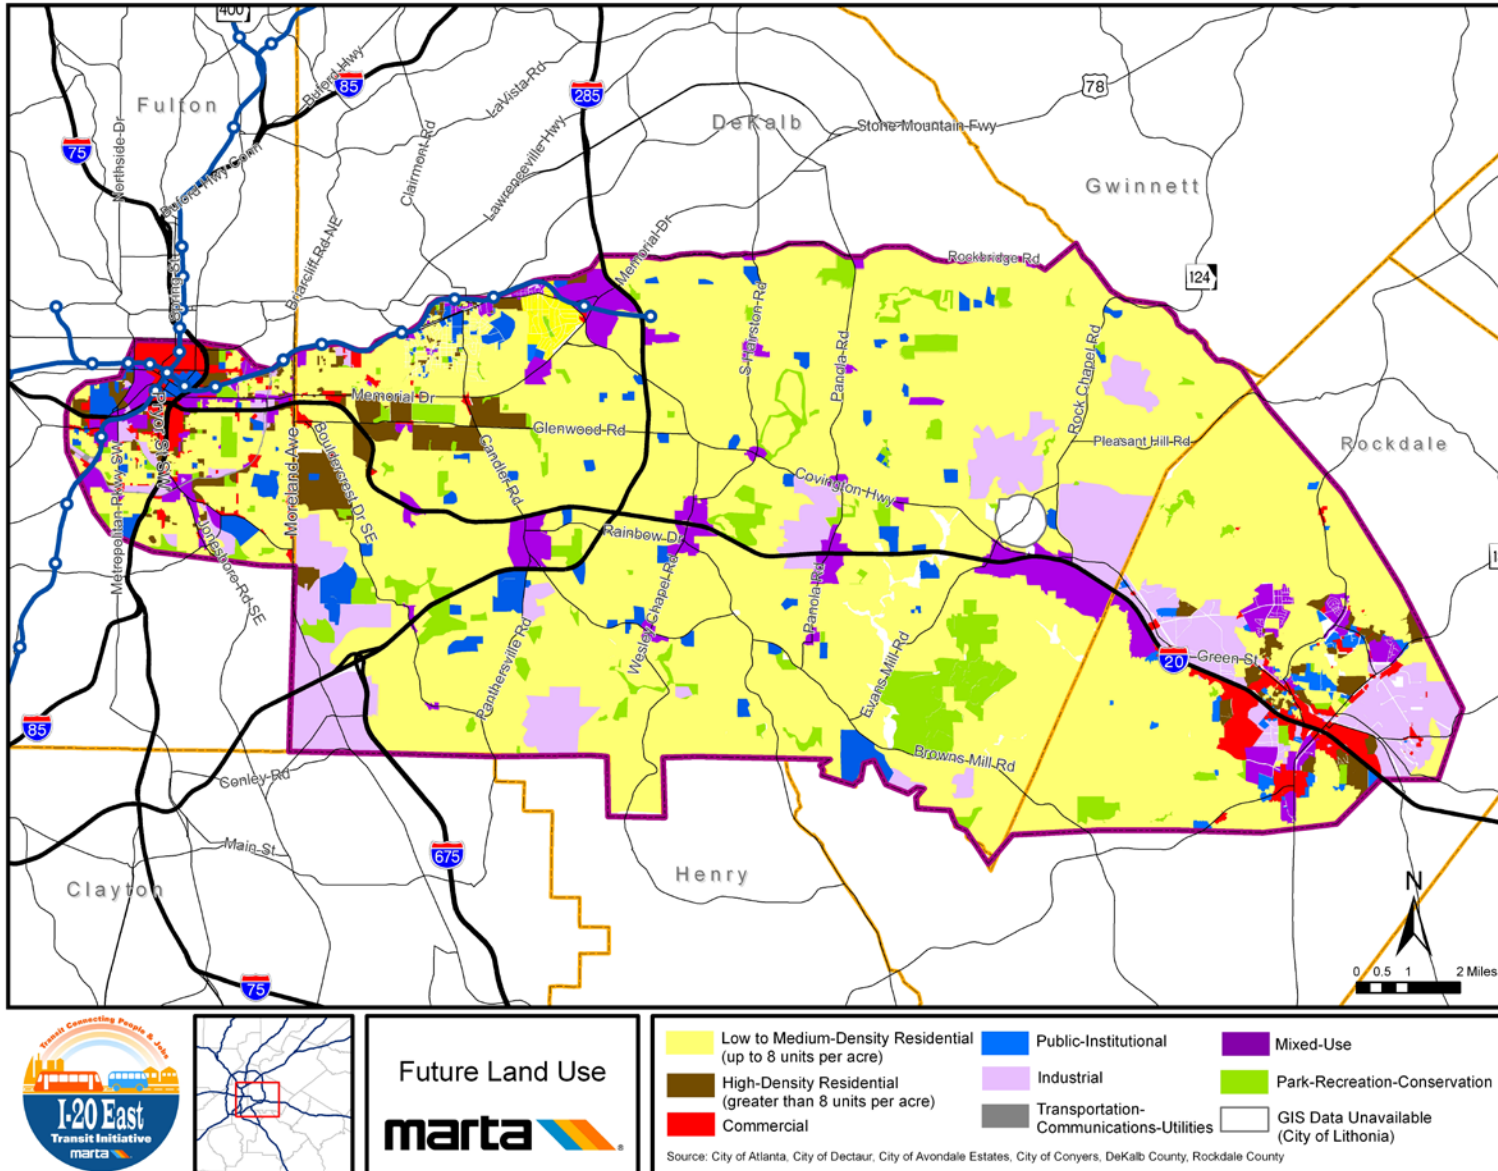 400
Fulton
75
Northside Dr
Buford Hwy
85
LaVista Rd
Clairmont Rd
Lawrenceville Hwy
285
DeKalb
Stone Mountain Fwy
78
Gwinnett
124
Buford Hwy Conn
Spring St
Briarcliff Rd NE
Memorial Dr
Rockbridge Rd
S Hairston Rd
Panola Rd
Rock Chapel Rd
Pleasant Hill Rd
Rockdale
Memorial Dr
Glenwood Rd
Candler Rd
Covington Hwy
Pryor St SW
Metropolitan Pkwy SW
Moreland Ave
Bouldercrest Dr SE
Jonesboro Rd SE
Rainbow Dr
Wesley Chapel Rd
Panola Rd
Panthersville Rd
Evans Mill Rd
Browns Mill Rd
20
Green St
1
85
Conley Rd
Main St
675
Clayton
Henry
75
N
0 0.5 1 2 Miles
Transit Connecting People & Jobs
I-20 East
Transit Initiative
marta
Future Land Use
marta
Low to Medium-Density Residential
(up to 8 units per acre)
High-Density Residential
(greater than 8 units per acre)
Commercial
Public-Institutional
Industrial
Transportation-
Communications-Utilities
Mixed-Use
Park-Recreation-Conservation
GIS Data Unavailable
(City of Lithonia)
Source: City of Atlanta, City of Dectaur, City of Avondale Estates, City of Conyers, DeKalb County, Rockdale County